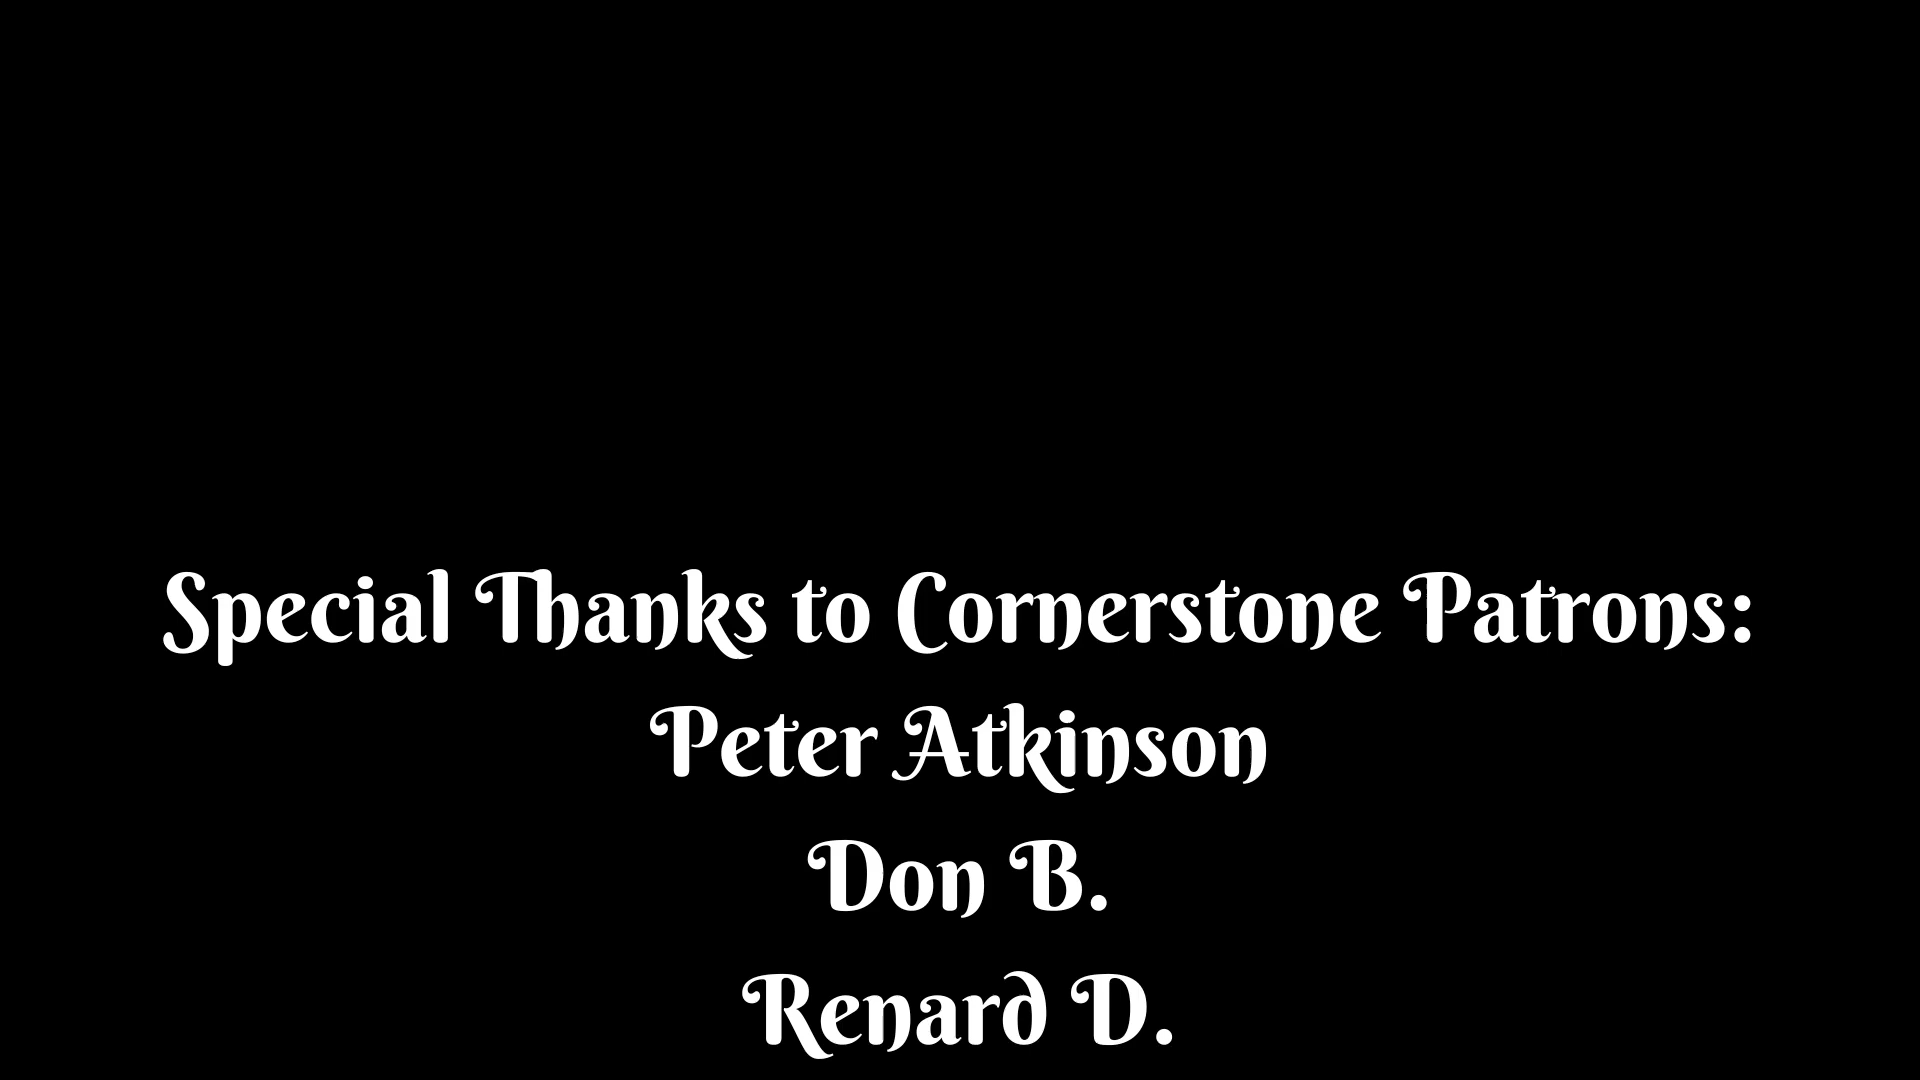 Special Thanks to Cornerstone Patrons:
Peter Atkinson
Don B.
Renard D.